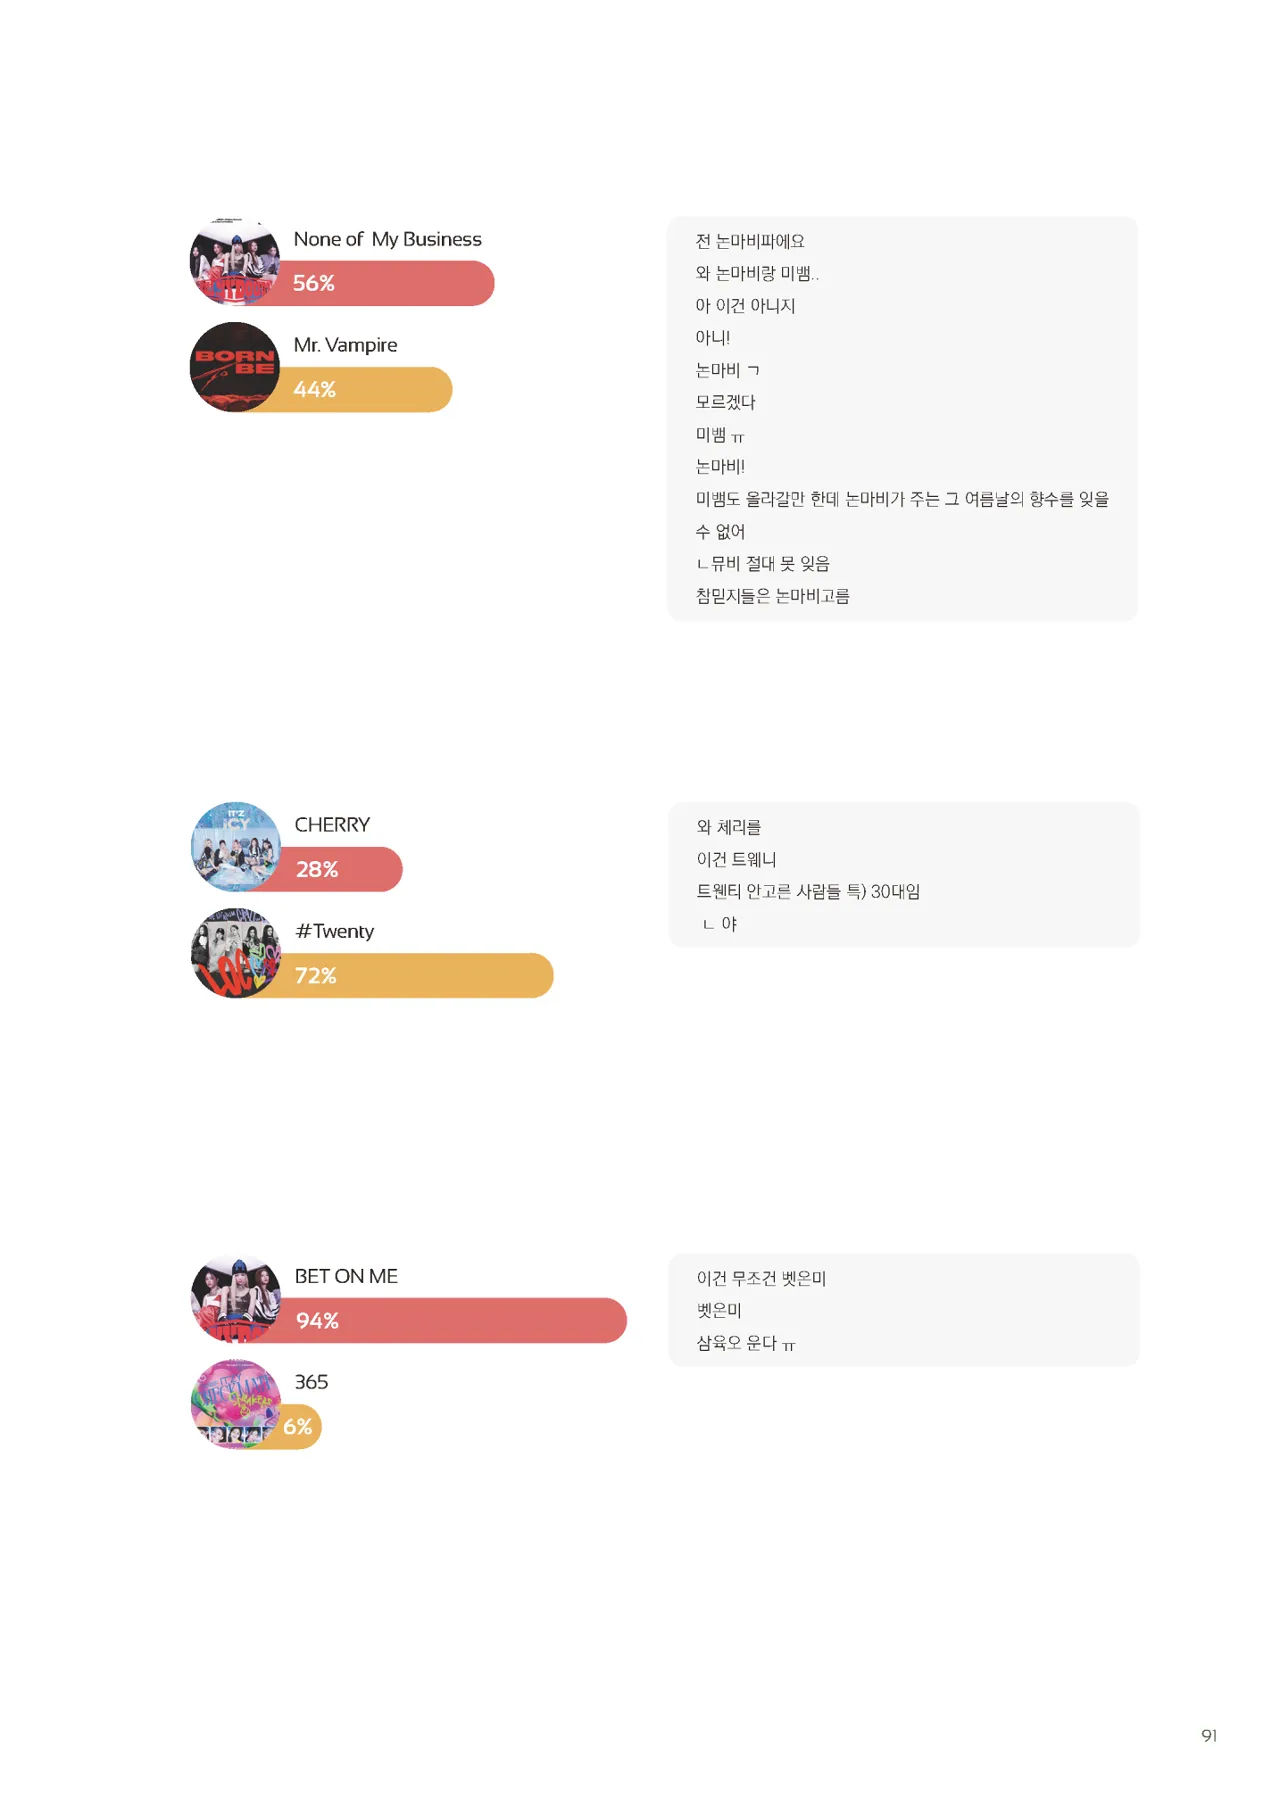 None of My Business
56%
BORN
BE
Mr. Vampire
44%
전 논마비파에요
와 논마비랑 미뱀..
아 이건 아니지
아니!
논마비 ㄱ
모르겠다
미뱀 ㅠ
논마비!
미뱀도 올라갈만 한데 논마비가 주는 그 여름날의 향수를 잊을
수 없어
ㄴ뮤비 절대 못 잊음
참믿지들은 논마비고름
IT'Z
ICY
CHERRY
28%
#Twenty
72%
와 체리를
이건 트웨니
트웬티 안고른 사람들 특) 30대임
ㄴ 야
BET ON ME
94%
365
6%
이건 무조건 벳온미
벳온미
삼육오 운다 ㅠ
91